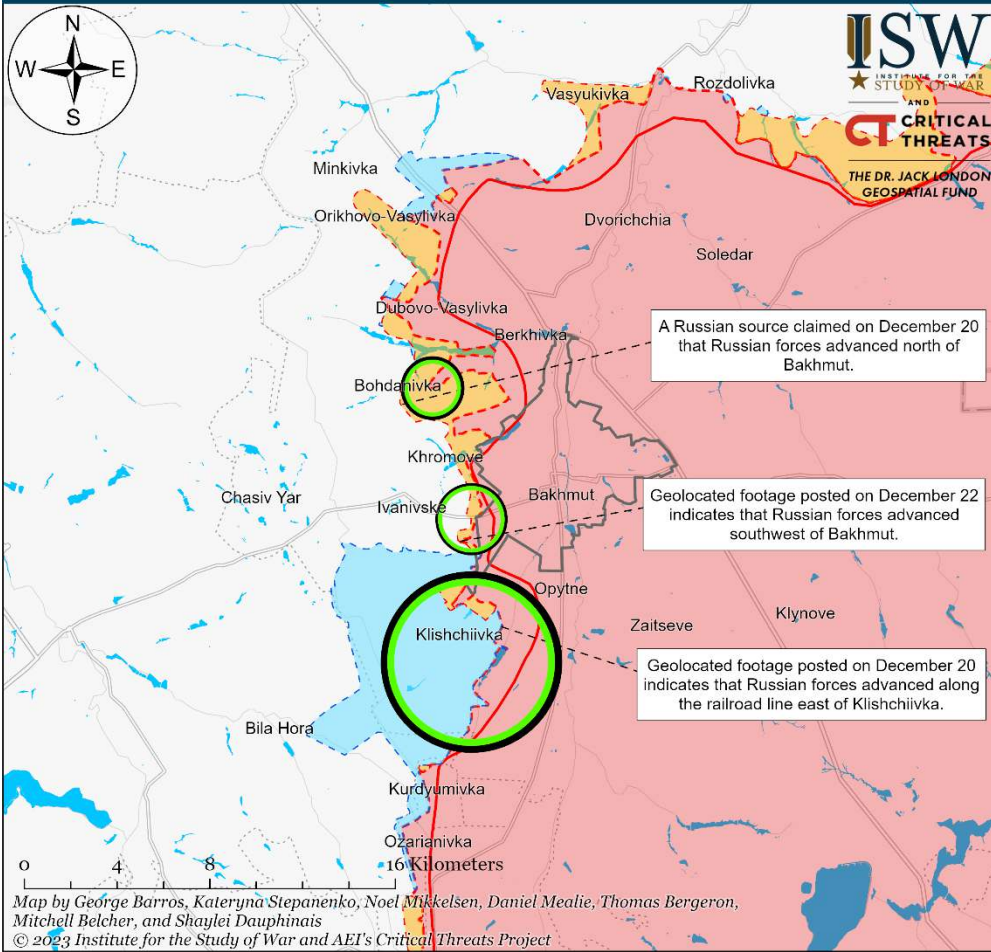 N
W
E
S
ISW
INSTITUTE FOR THE
STUDY OF WAR
AND
CT CRITICAL
THREATS
THE DR. JACK LONDON
GEOSPATIAL FUND
Vasyukivka
Rozdolivka
Minkivka
Orikhovo-Vasylivka
Dvorichchia
Soledar
Dubovo-Vasylivka
Berkhivka
A Russian source claimed on December 20
that Russian forces advanced north of
Bakhmut.
Bohdanivka
Khromove
Chasiv Yar
Ivanivske
Bakhmut
Geolocated footage posted on December 22
indicates that Russian forces advanced
southwest of Bakhmut.
Opytne
Klishchiivka
Zaitseve
Klynove
Geolocated footage posted on December 20
indicates that Russian forces advanced along
the railroad line east of Klishchiivka.
Bila Hora
Kurdyumivka
Ozarianivka
0 4 8 16 Kilometers
Map by George Barros, Kateryna Stepanenko, Noel Mikkelsen, Daniel Mealie, Thomas Bergeron,
Mitchell Belcher, and Shaylei Dauphinais
© 2023 Institute for the Study of War and AEI's Critical Threats Project